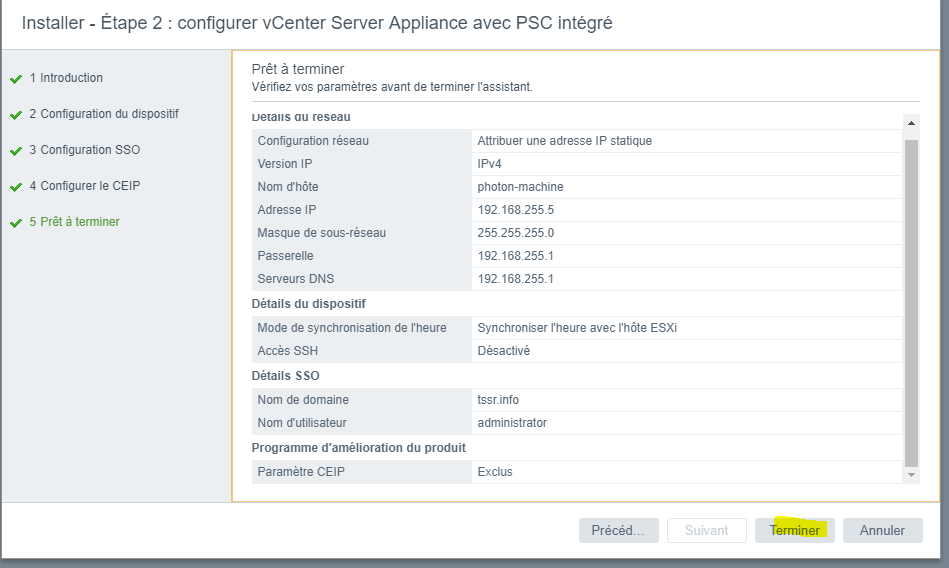 Installer - Étape 2 : configurer vCenter Server Appliance avec PSC intégré
1 Introduction
2 Configuration du dispositif
3 Configuration SSO
4 Configurer le CEIP
5 Prêt à terminer
Prêt à terminer
Vérifiez vos paramètres avant de terminer l'assistant.
Détails du réseau
Configuration réseau Attribuer une adresse IP statique
Version IP IPv4
Nom d'hôte photon-machine
Adresse IP 192.168.255.5
Masque de sous-réseau 255.255.255.0
Passerelle 192.168.255.1
Serveurs DNS 192.168.255.1
Détails du dispositif
Mode de synchronisation de l'heure Synchroniser l'heure avec l'hôte ESXi
Accès SSH Désactivé
Détails SSO
Nom de domaine tssr.info
Nom d'utilisateur administrator
Programme d'amélioration du produit
Paramètre CEIP Exclus
Précéd... Suivant Terminer Annuler